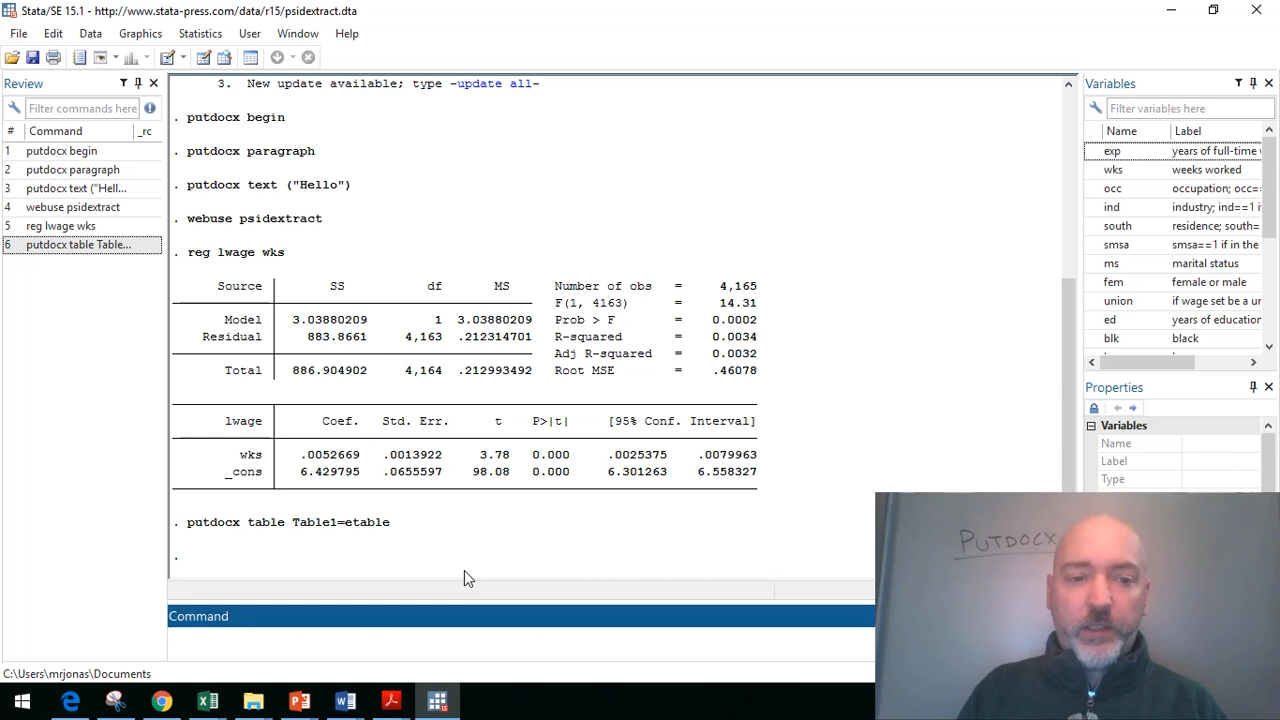 Stata/SE 15.1 - http://www.stata-press.com/data/r15/psidextract.dta
File Edit Data Graphics Statistics User Window Help
Review
Filter commands here
# Command _rc
1 putdocx begin
2 putdocx paragraph
3 putdocx text ("Hell...
4 webuse psidextract
5 reg lwage wks
6 putdocx table Table...
3. New update available; type -update all-
. putdocx begin
. putdocx paragraph
. putdocx text ("Hello")
. webuse psidextract
. reg lwage wks
Source SS df MS Number of obs = 4,165
F(1, 4163) = 14.31
Model 3.03880209 1 3.03880209 Prob > F = 0.0002
Residual 883.8661 4,163 .212314701 R-squared = 0.0034
Adj R-squared = 0.0032
Total 886.904902 4,164 .212993492 Root MSE = .46078
lwage Coef. Std. Err. t P>|t| [95% Conf. Interval]
wks .0052669 .0013922 3.78 0.000 .0025375 .0079963
_cons 6.429795 .0655597 98.08 0.000 6.301263 6.558327
. putdocx table Table1=etable
.
Command
C:\Users\mrjonas\Documents
Variables
Filter variables here
Name Label
exp years of full-time
wks weeks worked
occ occupation; occ==
ind industry; ind==1 i
south residence; south=
smsa smsa==1 if in the
ms marital status
fem female or male
union if wage set be a u
ed years of education
blk black
Properties
Variables
Name
Label
Type
PUTDOCX